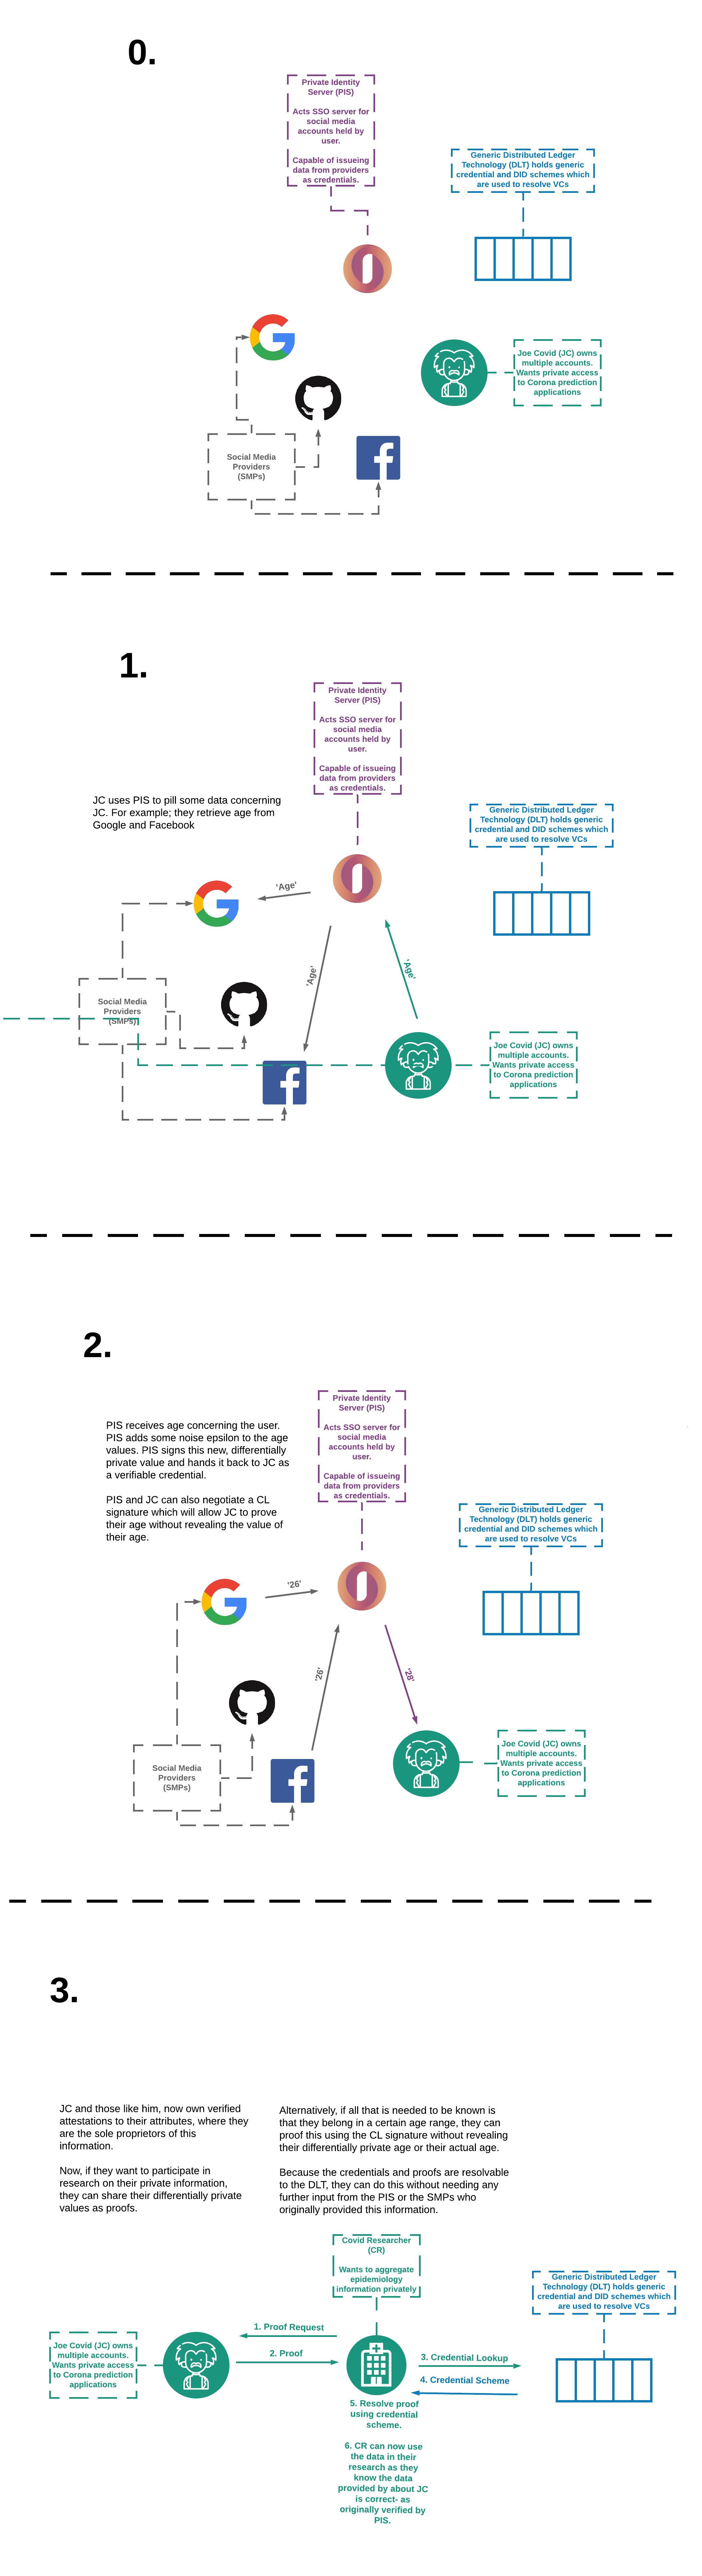 0.
Private Identity
Server (PIS)
Acts SSO server for
social media
accounts held by
user.
Capable of issueing
data from providers
as credentials.
Generic Distributed Ledger
Technology (DLT) holds generic
credential and DID schemes which
are used to resolve VCs
Joe Covid (JC) owns
multiple accounts.
Wants private access
to Corona prediction
applications
Social Media
Providers
(SMPs)
1.
Private Identity
Server (PIS)
Acts SSO server for
social media
accounts held by
user.
Capable of issueing
data from providers
as credentials.
JC uses PIS to pill some data concerning
JC. For example; they retrieve age from
Google and Facebook
Generic Distributed Ledger
Technology (DLT) holds generic
credential and DID schemes which
are used to resolve VCs
'Age'
'Age'
'Age'
Social Media
Providers
(SMPs)
Joe Covid (JC) owns
multiple accounts.
Wants private access
to Corona prediction
applications
2.
Private Identity
Server (PIS)
Acts SSO server for
social media
accounts held by
user.
Capable of issueing
data from providers
as credentials.
PIS receives age concerning the user.
PIS adds some noise epsilon to the age
values. PIS signs this new, differentially
private value and hands it back to JC as
a verifiable credential.
PIS and JC can also negotiate a CL
signature which will allow JC to prove
their age without revealing the value of
their age.
Generic Distributed Ledger
Technology (DLT) holds generic
credential and DID schemes which
are used to resolve VCs
'26'
'26'
'28'
Social Media
Providers
(SMPs)
Joe Covid (JC) owns
multiple accounts.
Wants private access
to Corona prediction
applications
3.
JC and those like him, now own verified
attestations to their attributes, where they
are the sole proprietors of this
information.
Now, if they want to participate in
research on their private information,
they can share their differentially private
values as proofs.
Alternatively, if all that is needed to be known is
that they belong in a certain age range, they can
proof this using the CL signature without revealing
their differentially private age or their actual age.
Because the credentials and proofs are resolvable
to the DLT, they can do this without needing any
further input from the PIS or the SMPs who
originally provided this information.
Covid Researcher
(CR)
Wants to aggregate
epidemiology
information privately
Generic Distributed Ledger
Technology (DLT) holds generic
credential and DID schemes which
are used to resolve VCs
Joe Covid (JC) owns
multiple accounts.
Wants private access
to Corona prediction
applications
1. Proof Request
2. Proof
3. Credential Lookup
4. Credential Scheme
5. Resolve proof
using credential
scheme.
6. CR can now use
the data in their
research as they
know the data
provided by about JC
is correct- as
originally verified by
PIS.